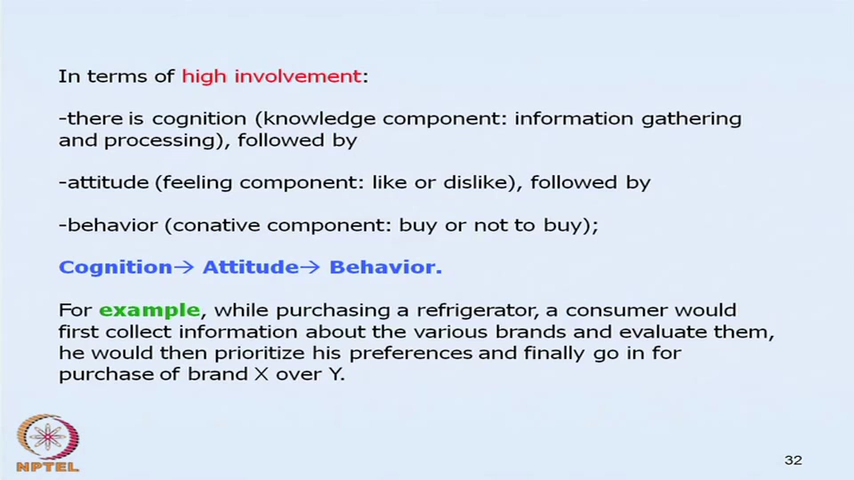 In terms of high involvement:
-there is cognition (knowledge component: information gathering
and processing), followed by
-attitude (feeling component: like or dislike), followed by
-behavior (conative component: buy or not to buy);
Cognition→ Attitude→ Behavior.
For example, while purchasing a refrigerator, a consumer would
first collect information about the various brands and evaluate them,
he would then prioritize his preferences and finally go in for
purchase of brand X over Y.
NPTEL
32